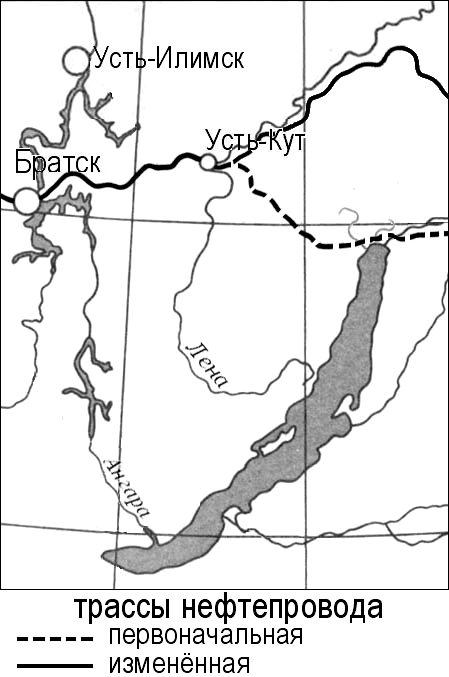 Усть-Илимск
Усть-Кут
Братск
Лена
Ангара
трассы нефтепровода
первоначальная
изменённая